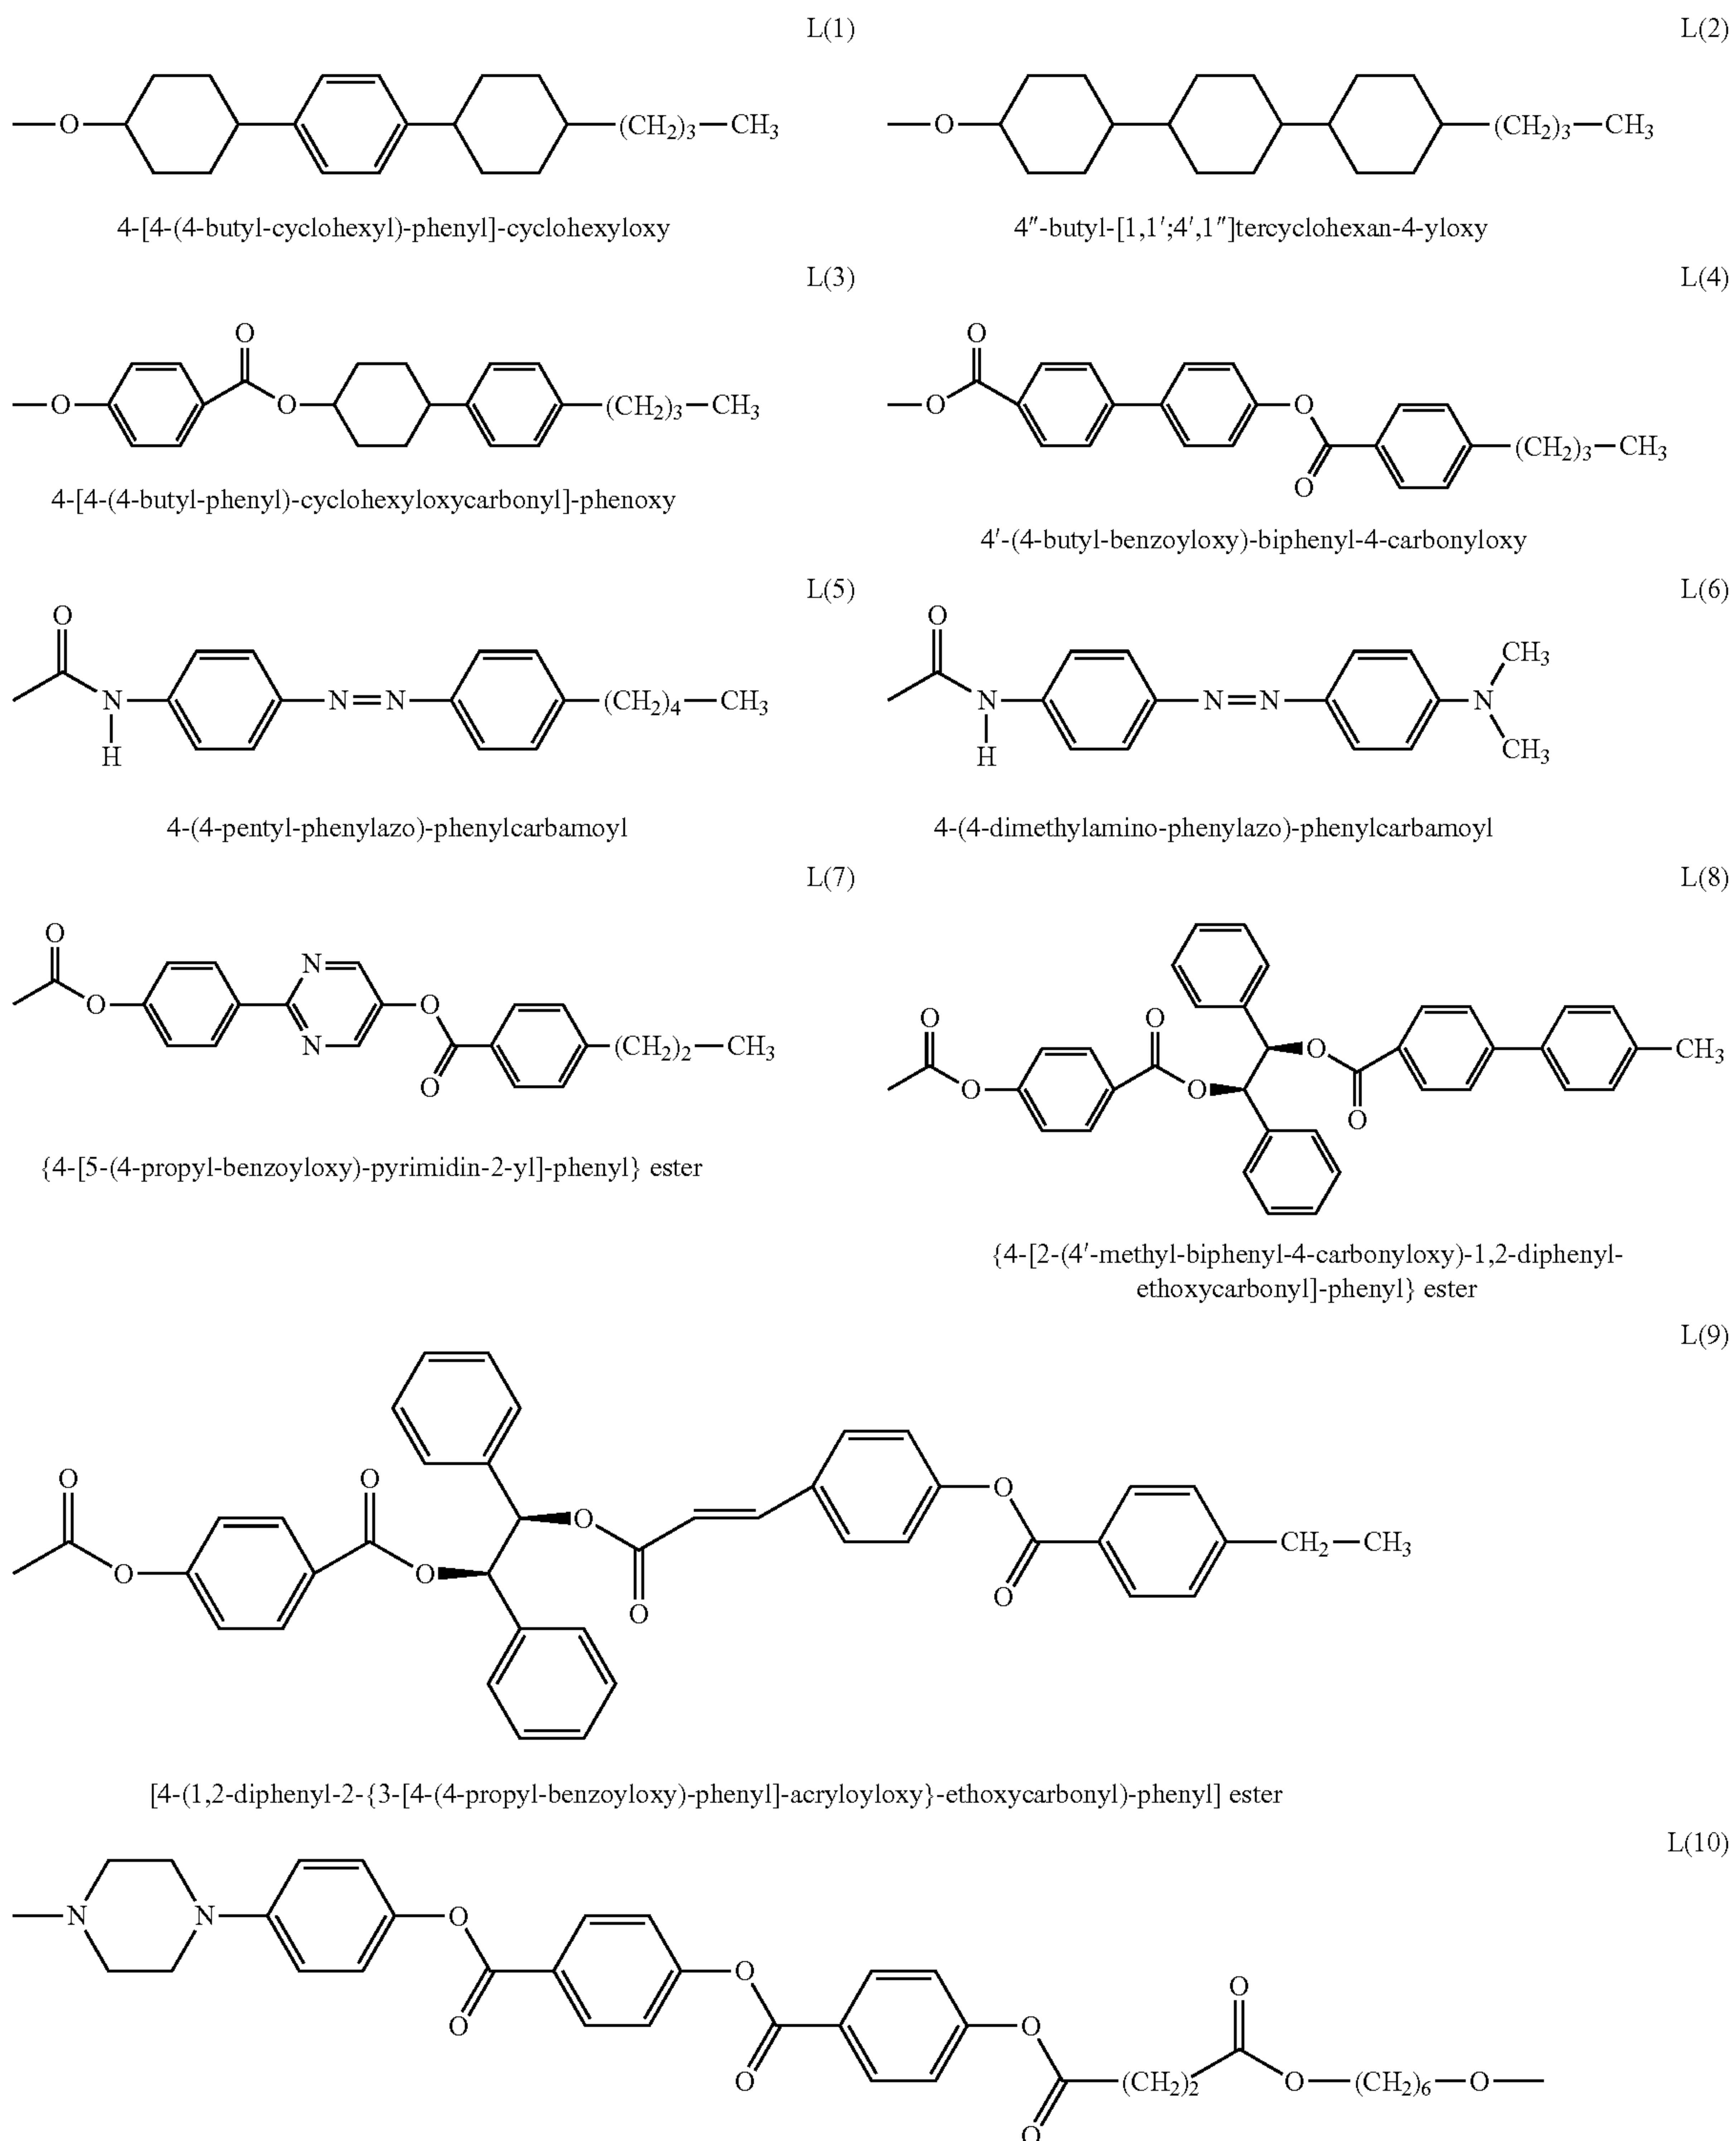 L(1)
L(2)
O (CH2)3 CH3
O (CH2)3 CH3
4-[4-(4-butyl-cyclohexyl)-phenyl]-cyclohexyloxy
4″-butyl-[1,1′;4′,1″]tercyclohexan-4-yloxy
L(3)
L(4)
O
O
O O (CH2)3 CH3
O O
(CH2)3 CH3
O
4-[4-(4-butyl-phenyl)-cyclohexyloxycarbonyl]-phenoxy
4′-(4-butyl-benzoyloxy)-biphenyl-4-carbonyloxy
L(5)
L(6)
O
O
CH3
N N N (CH2)4 CH3
N N N N
H
H
CH3
4-(4-pentyl-phenylazo)-phenylcarbamoyl
4-(4-dimethylamino-phenylazo)-phenylcarbamoyl
L(7)
L(8)
O
N
O O
N
(CH2)2 CH3
O
O
O
O
CH3
O
O
O
{4-[5-(4-propyl-benzoyloxy)-pyrimidin-2-yl]-phenyl} ester
{4-[2-(4′-methyl-biphenyl-4-carbonyloxy)-1,2-diphenyl-
ethoxycarbonyl]-phenyl} ester
L(9)
O
O
O
O
CH2 CH3
O
O
O
O
[4-(1,2-diphenyl-2-{3-[4-(4-propyl-benzoyloxy)-phenyl]-acryloyloxy}-ethoxycarbonyl)-phenyl] ester
L(10)
N N O
O
O
O
O
O
(CH2)2 O (CH2)6 O
O